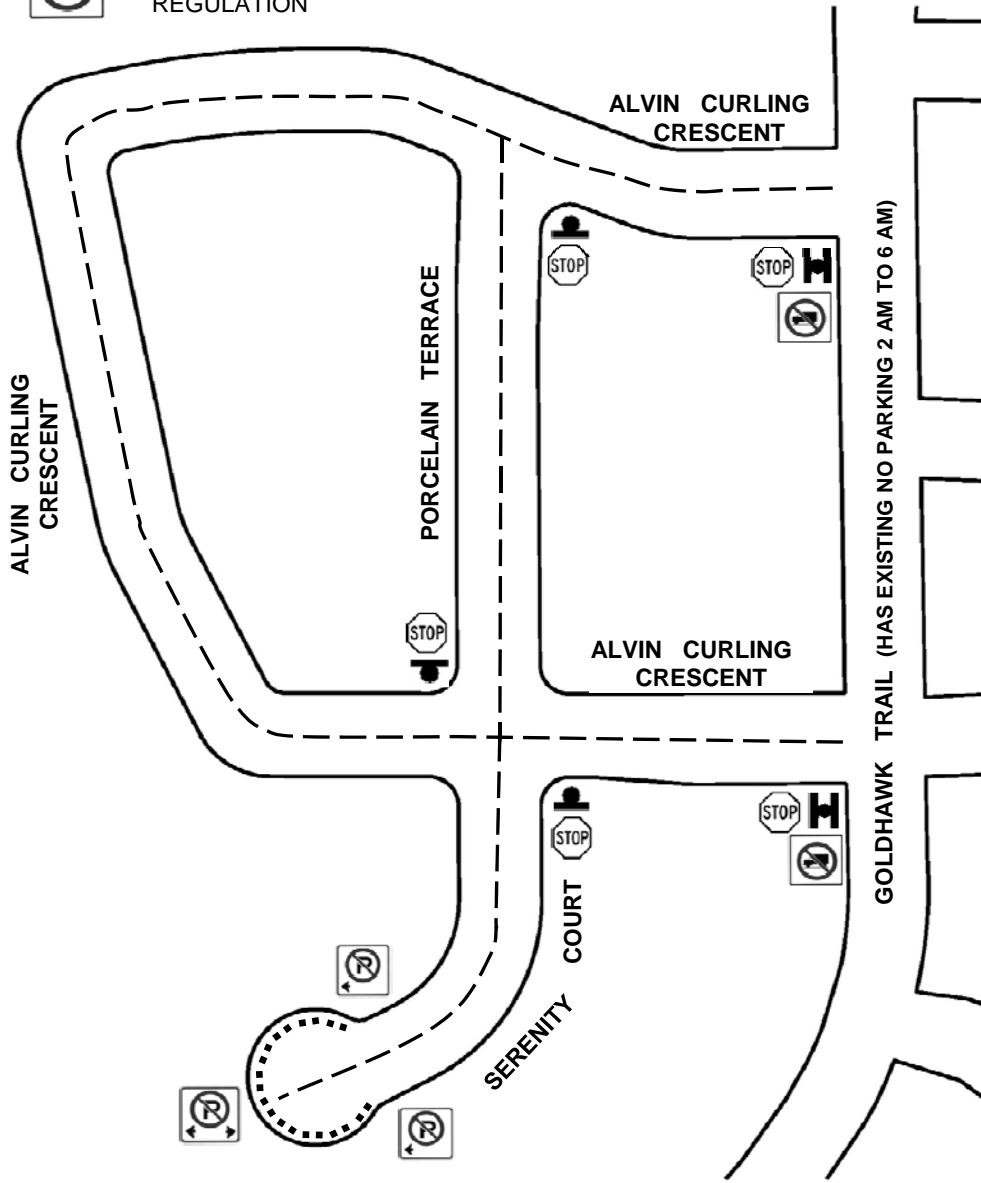 REGULATION
ALVIN CURLING
CRESCENT
STOP
STOP
PORCELAIN TERRACE
ALVIN CURLING
CRESCENT
GOLDHAWK TRAIL (HAS EXISTING NO PARKING 2 AM TO 6 AM)
STOP
ALVIN CURLING
CRESCENT
STOP
STOP
SERENITY COURT
P
P
P